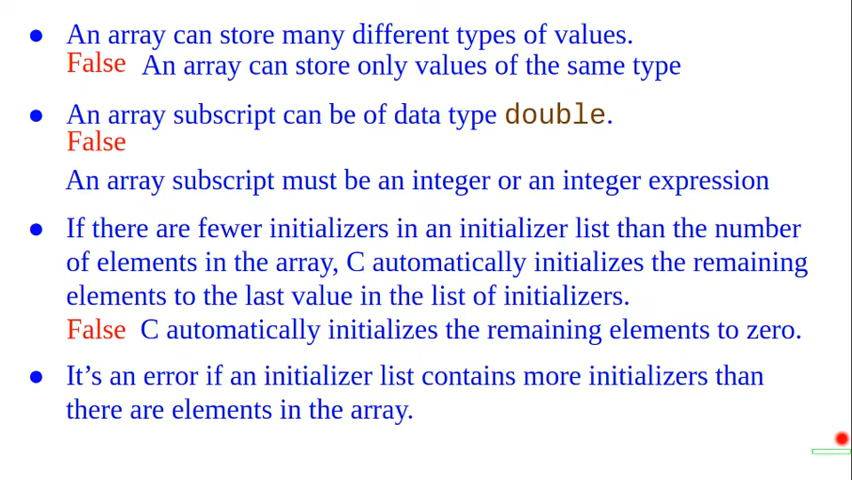 ● An array can store many different types of values.
False An array can store only values of the same type
● An array subscript can be of data type double.
False
An array subscript must be an integer or an integer expression
● If there are fewer initializers in an initializer list than the number
of elements in the array, C automatically initializes the remaining
elements to the last value in the list of initializers.
False C automatically initializes the remaining elements to zero.
● It’s an error if an initializer list contains more initializers than
there are elements in the array.